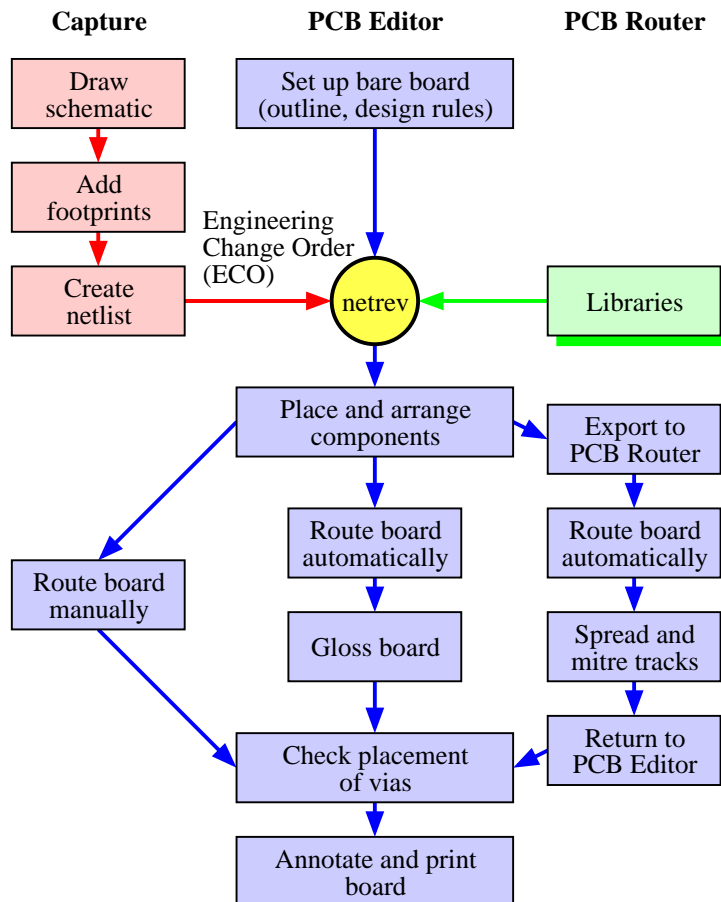 Capture
PCB Editor
PCB Router
Draw
schematic
Set up bare board
(outline, design rules)
Add
footprints
Engineering
Change Order
(ECO)
Create
netlist
netrev
Libraries
Place and arrange
components
Export to
PCB Router
Route board
automatically
Route board
automatically
Route board
manually
Gloss board
Spread and
mitre tracks
Check placement
of vias
Return to
PCB Editor
Annotate and print
board